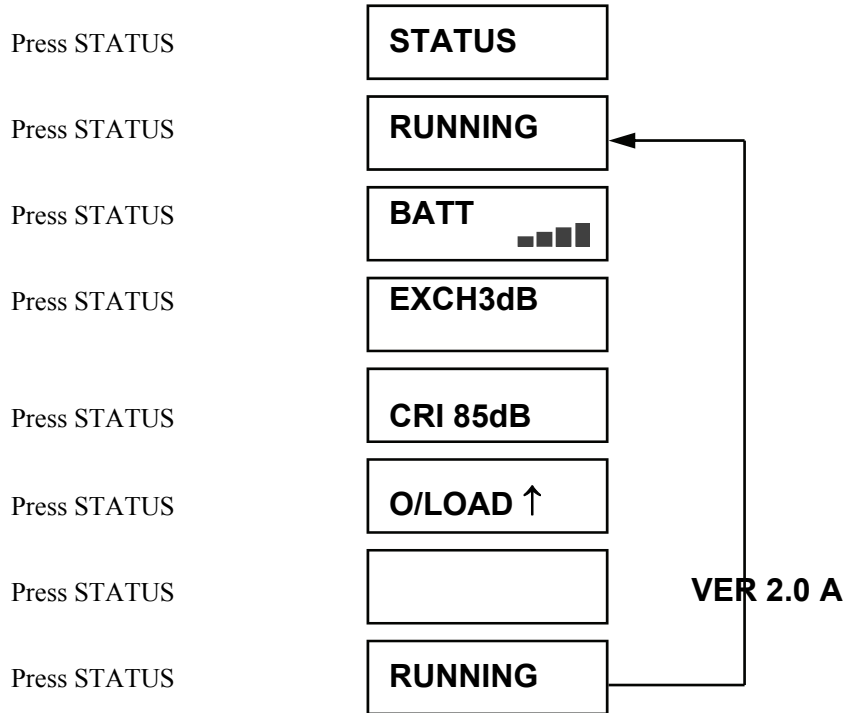 Press STATUS STATUS
Press STATUS RUNNING
Press STATUS BATT
Press STATUS EXCH3dB
Press STATUS CRI 85dB
Press STATUS O/LOAD ↑
Press STATUS VER 2.0 A
Press STATUS RUNNING